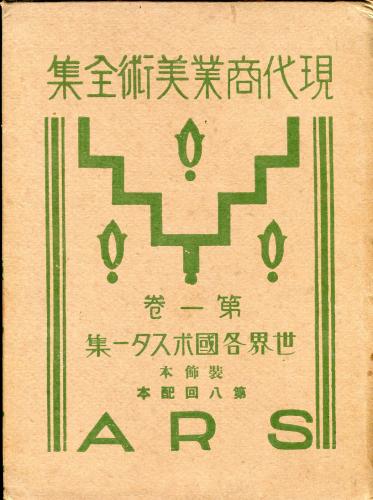 現代商業美術全集
第一卷
世界各國ポスター集
裝飾本
第八回配本
ARS